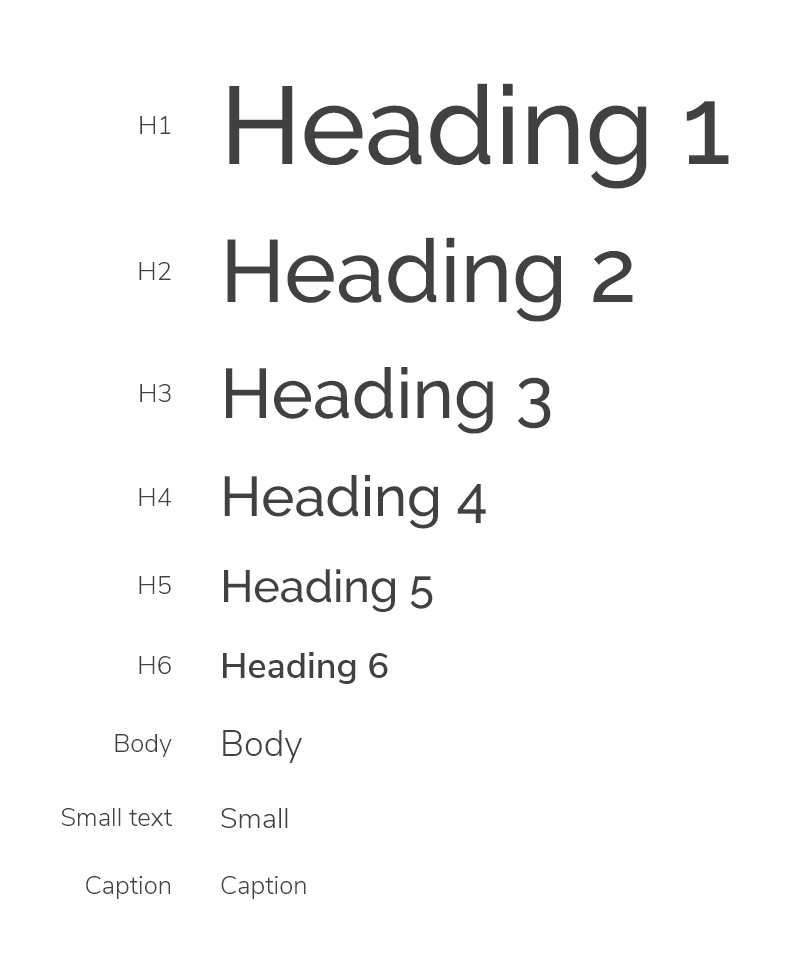 H1 Heading 1
H2 Heading 2
H3 Heading 3
H4 Heading 4
H5 Heading 5
H6 Heading 6
Body Body
Small text Small
Caption Caption